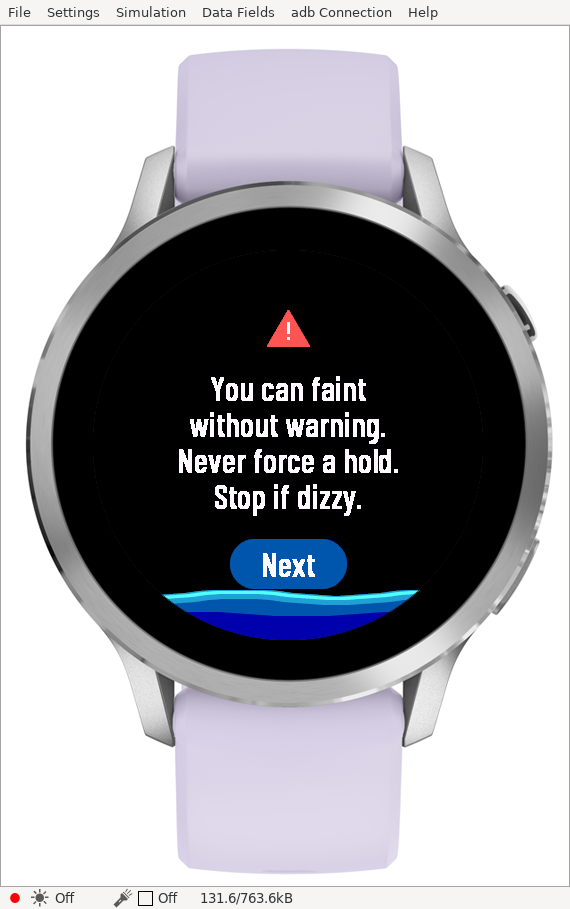 File Settings Simulation Data Fields adb Connection Help
!
You can faint
without warning.
Never force a hold.
Stop if dizzy.
Next
Off Off 131.6/763.6kB